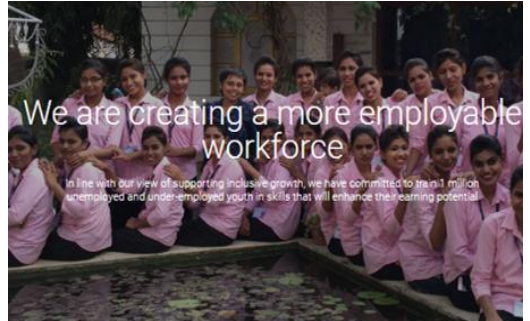 We are creating a more employable
workforce
In line with our view of supporting inclusive growth, we have committed to train 1 million
unemployed and under-employed youth in skills that will enhance their earning potential